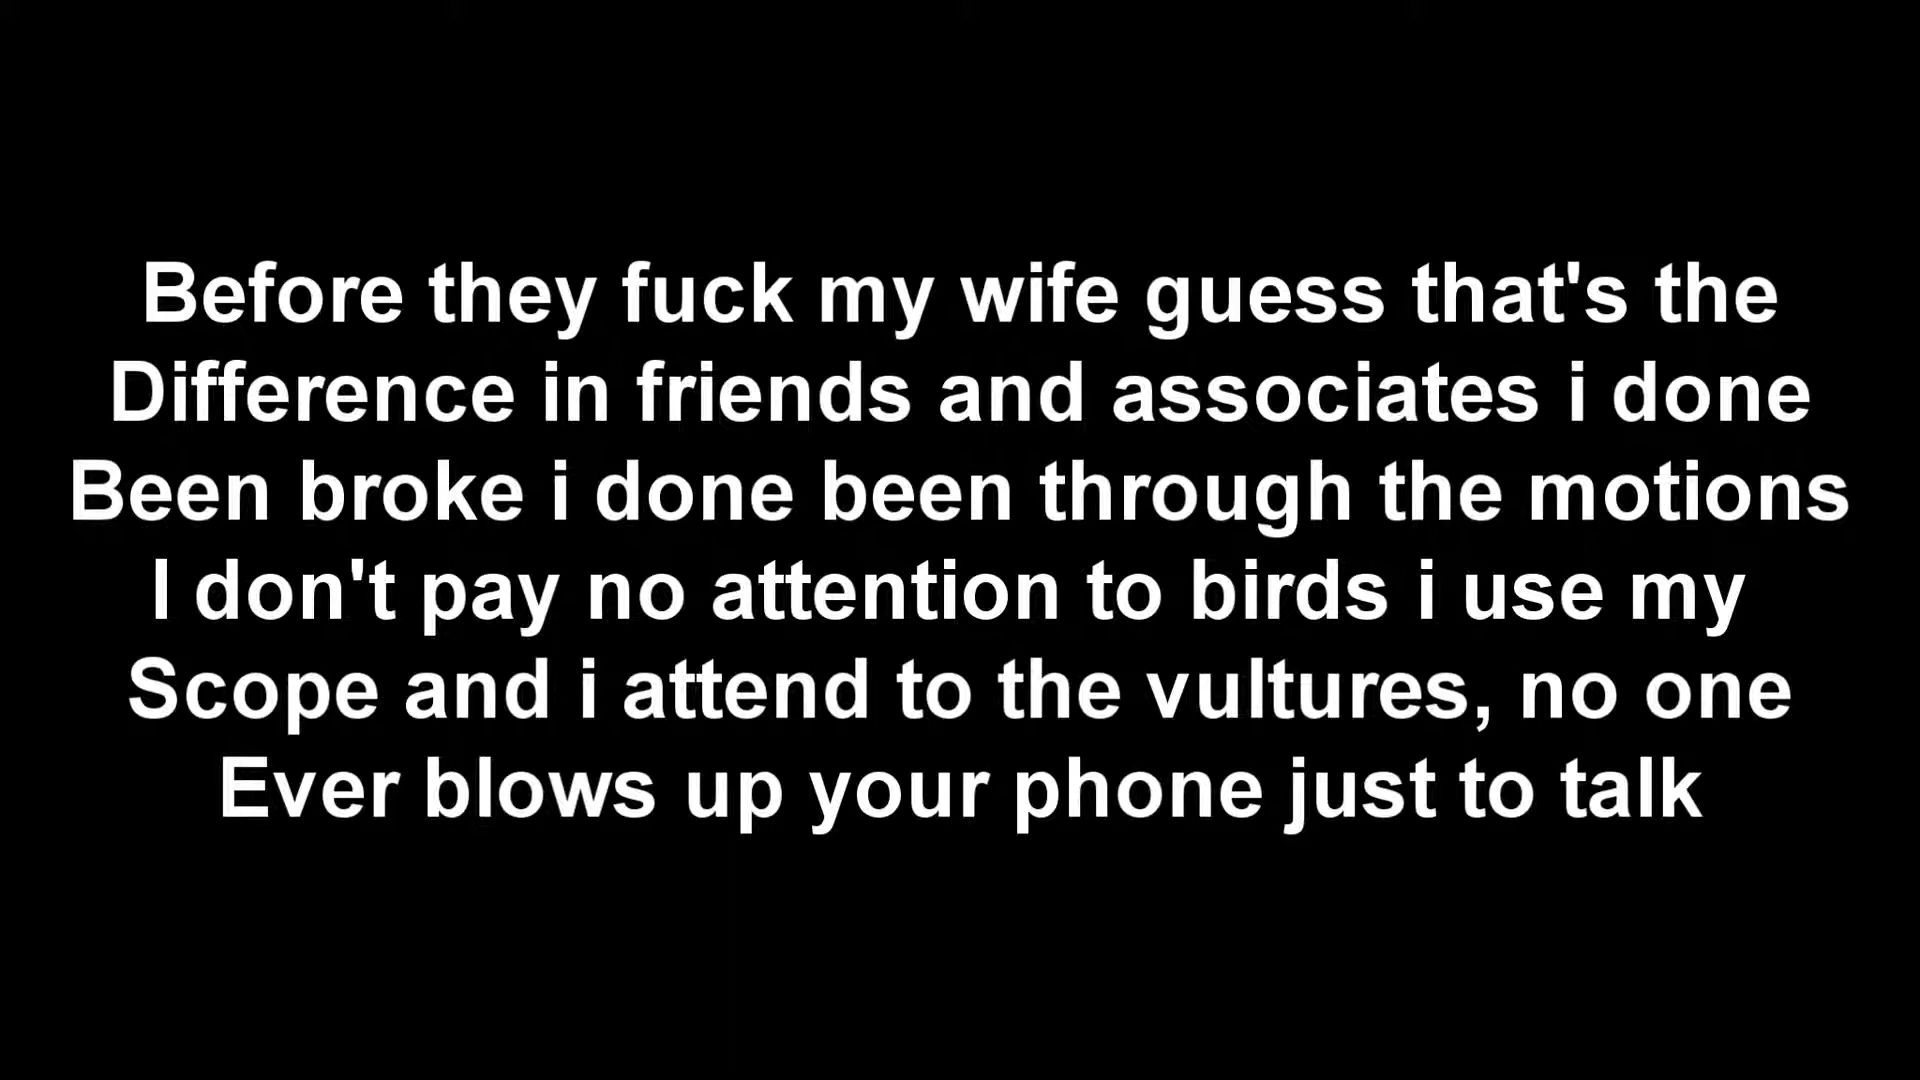 Before they fuck my wife guess that's the
Difference in friends and associates i done
Been broke i done been through the motions
I don't pay no attention to birds i use my
Scope and i attend to the vultures, no one
Ever blows up your phone just to talk